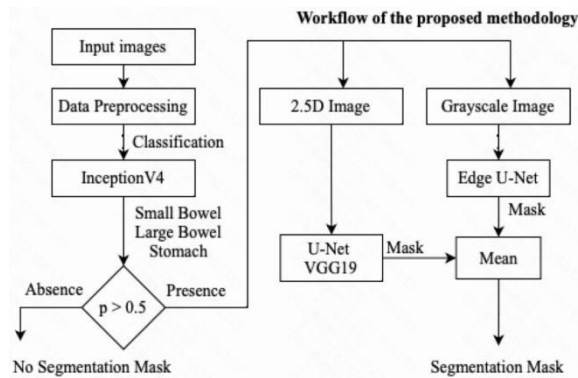 Workflow of the proposed methodology
Input images
Data Preprocessing
Classification
InceptionV4
Small Bowel
Large Bowel
Stomach
Absence
p > 0.5
Presence
No Segmentation Mask
2.5D Image
U-Net
VGG19
Mask
Grayscale Image
Edge U-Net
Mask
Mean
Segmentation Mask